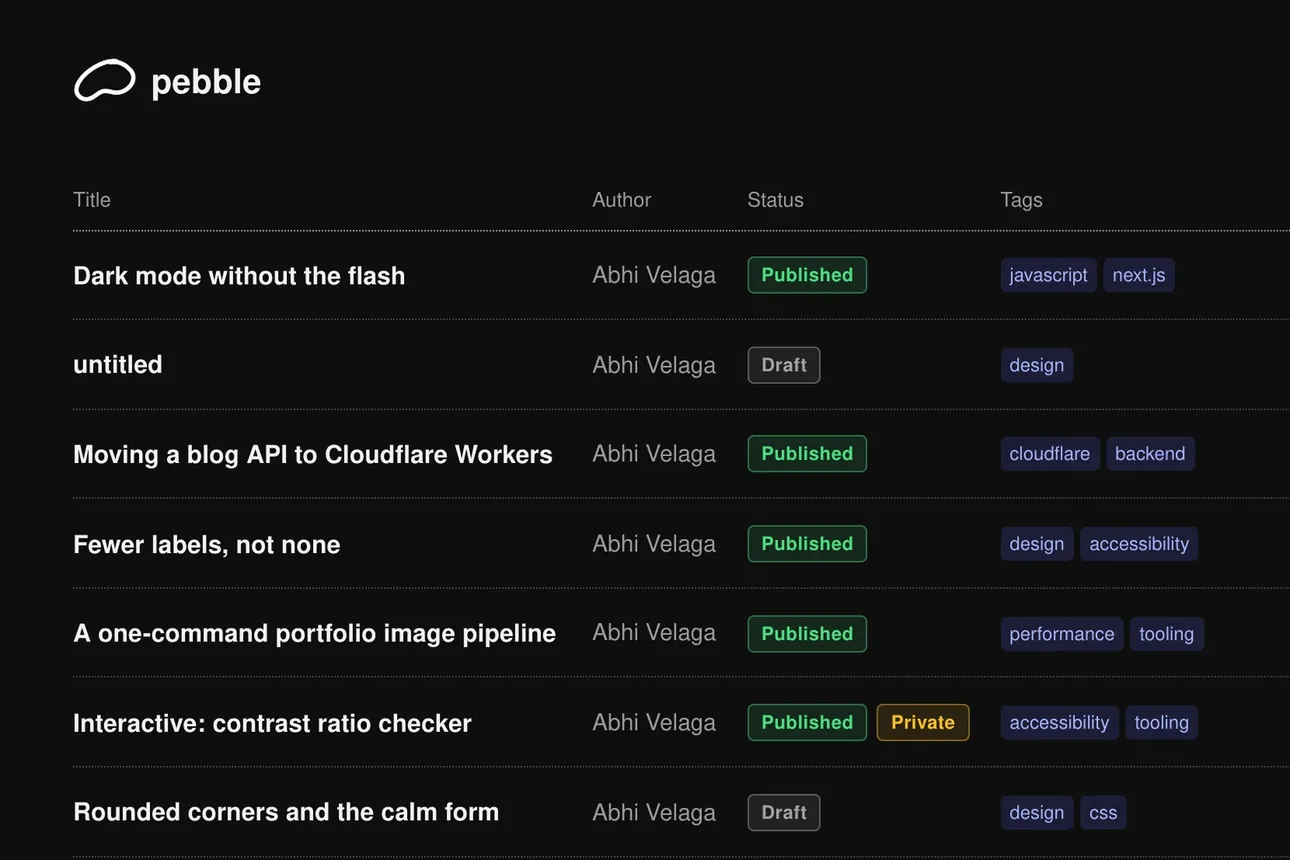 pebble
Title Author Status Tags
Dark mode without the flash Abhi Velaga Published javascript next.js
untitled Abhi Velaga Draft design
Moving a blog API to Cloudflare Workers Abhi Velaga Published cloudflare backend
Fewer labels, not none Abhi Velaga Published design accessibility
A one-command portfolio image pipeline Abhi Velaga Published performance tooling
Interactive: contrast ratio checker Abhi Velaga Published Private accessibility tooling
Rounded corners and the calm form Abhi Velaga Draft design css